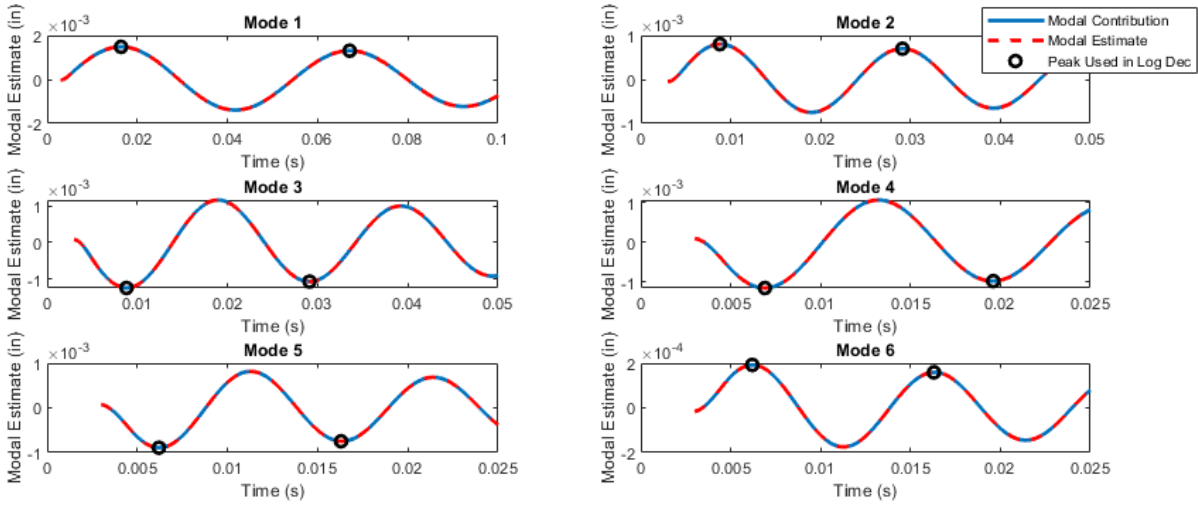 ×10⁻³
Mode 1
Modal Estimate (in)
2
0
-2
0
0.02
0.04
0.06
0.08
0.1
Time (s)
×10⁻³
Mode 2
Modal Estimate (in)
1
0
-1
0
0.01
0.02
0.03
0.04
0.05
Time (s)
Modal Contribution
Modal Estimate
Peak Used in Log Dec
×10⁻³
Mode 3
Modal Estimate (in)
1
0
-1
0
0.01
0.02
0.03
0.04
0.05
Time (s)
×10⁻³
Mode 4
Modal Estimate (in)
1
0
-1
0
0.005
0.01
0.015
0.02
0.025
Time (s)
×10⁻³
Mode 5
Modal Estimate (in)
1
0
-1
0
0.005
0.01
0.015
0.02
0.025
Time (s)
×10⁻⁴
Mode 6
Modal Estimate (in)
2
0
-2
0
0.005
0.01
0.015
0.02
0.025
Time (s)